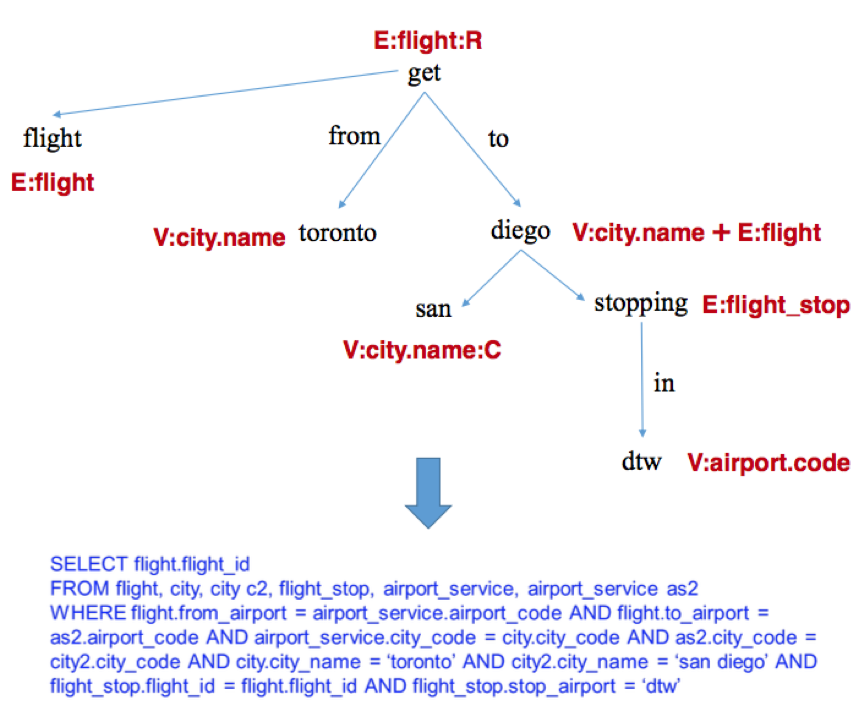 E:flight:R
get
flight
from
to
E:flight
V:city.name
toronto
diego
V:city.name + E:flight
san
stopping
E:flight_stop
V:city.name:C
in
dtw
V:airport.code
SELECT flight.flight_id
FROM flight, city, city c2, flight_stop, airport_service, airport_service as2
WHERE flight.from_airport = airport_service.airport_code AND flight.to_airport =
as2.airport_code AND airport_service.city_code = city.city_code AND as2.city_code =
city2.city_code AND city.city_name = ‘toronto’ AND city2.city_name = ‘san diego’ AND
flight_stop.flight_id = flight.flight_id AND flight_stop.stop_airport = ‘dtw’